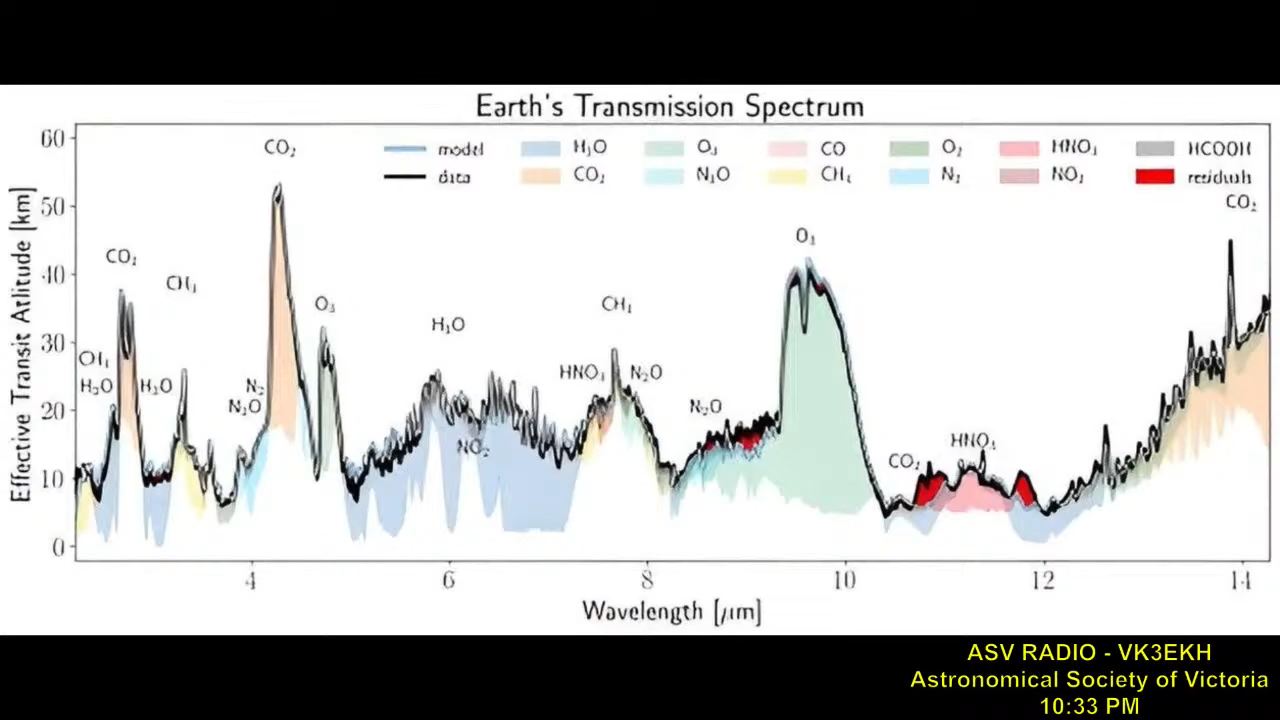 Earth's Transmission Spectrum
Effective Transit Altitude [km]
60
50
40
30
20
10
0
model
data
H₂O
CO₂
O₃
N₂O
CO
CH₄
O₂
N₂
HNO₃
NO₂
HCOOH
residuals
CH₄
H₂O
CO₂
H₂O
CH₄
N₂
N₂O
CO₂
O₃
H₂O
NO₂
HNO₃
CH₄
N₂O
N₂O
O₃
CO₂
HNO₃
CO₂
4
6
8
10
12
14
Wavelength [μm]
ASV RADIO - VK3EKH
Astronomical Society of Victoria
10:33 PM